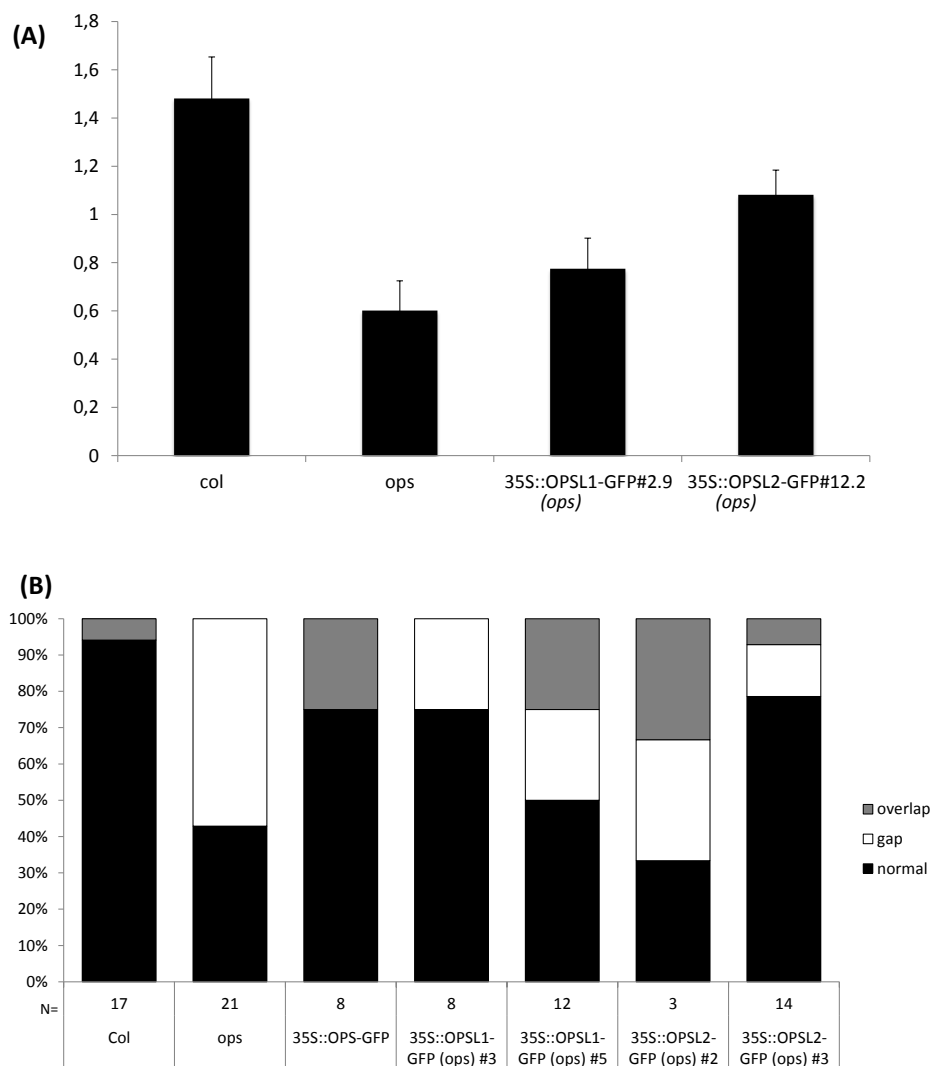 (A)
1,8
1,6
1,4
1,2
1
0,8
0,6
0,4
0,2
0
col ops 35S::OPSL1-GFP#2.9 35S::OPSL2-GFP#12.2
(ops) (ops)
(B)
100%
90%
80%
70%
60%
50%
40%
30%
20%
10%
0%
overlap
gap
normal
N= 17 21 8 8 12 3 14
Col ops 35S::OPS-GFP 35S::OPSL1- 35S::OPSL1- 35S::OPSL2- 35S::OPSL2-
GFP (ops) #3 GFP (ops) #5 GFP (ops) #2 GFP (ops) #3